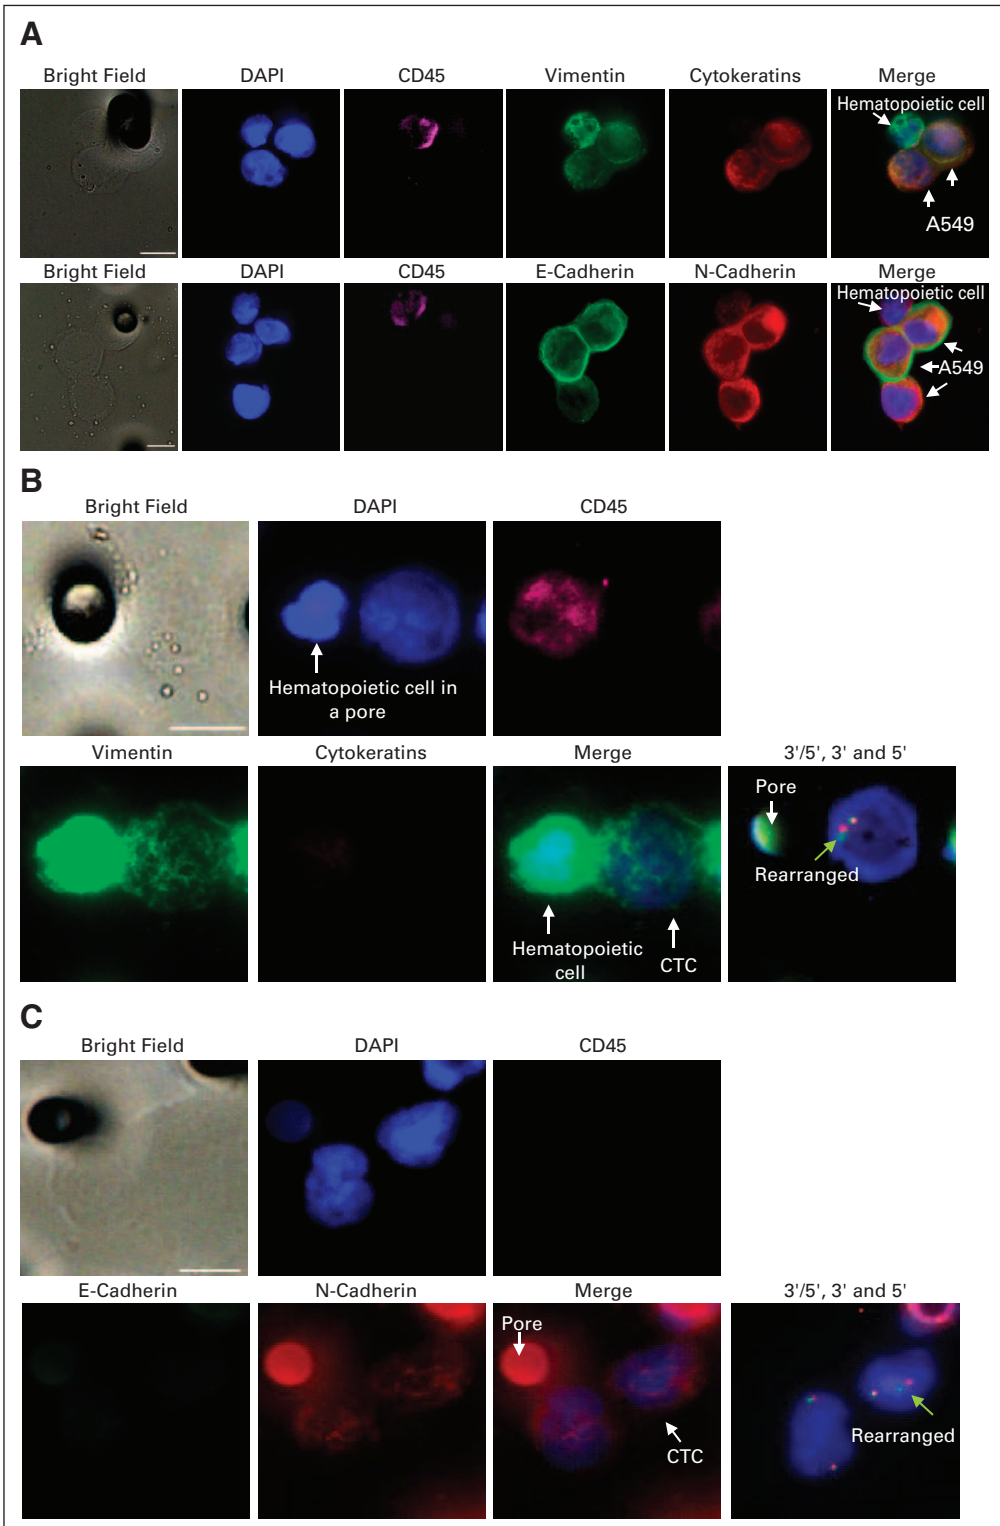 A
Bright Field DAPI CD45 Vimentin Cytokeratins Merge
Hematopoietic cell
A549
Bright Field DAPI CD45 E-Cadherin N-Cadherin Merge
Hematopoietic cell
A549
B
Bright Field DAPI CD45
Hematopoietic cell in
a pore
Vimentin Cytokeratins Merge 3'/5', 3' and 5'
Pore
Rearranged
Hematopoietic
cell
CTC
C
Bright Field DAPI CD45
E-Cadherin N-Cadherin Merge 3'/5', 3' and 5'
Pore
CTC
Rearranged